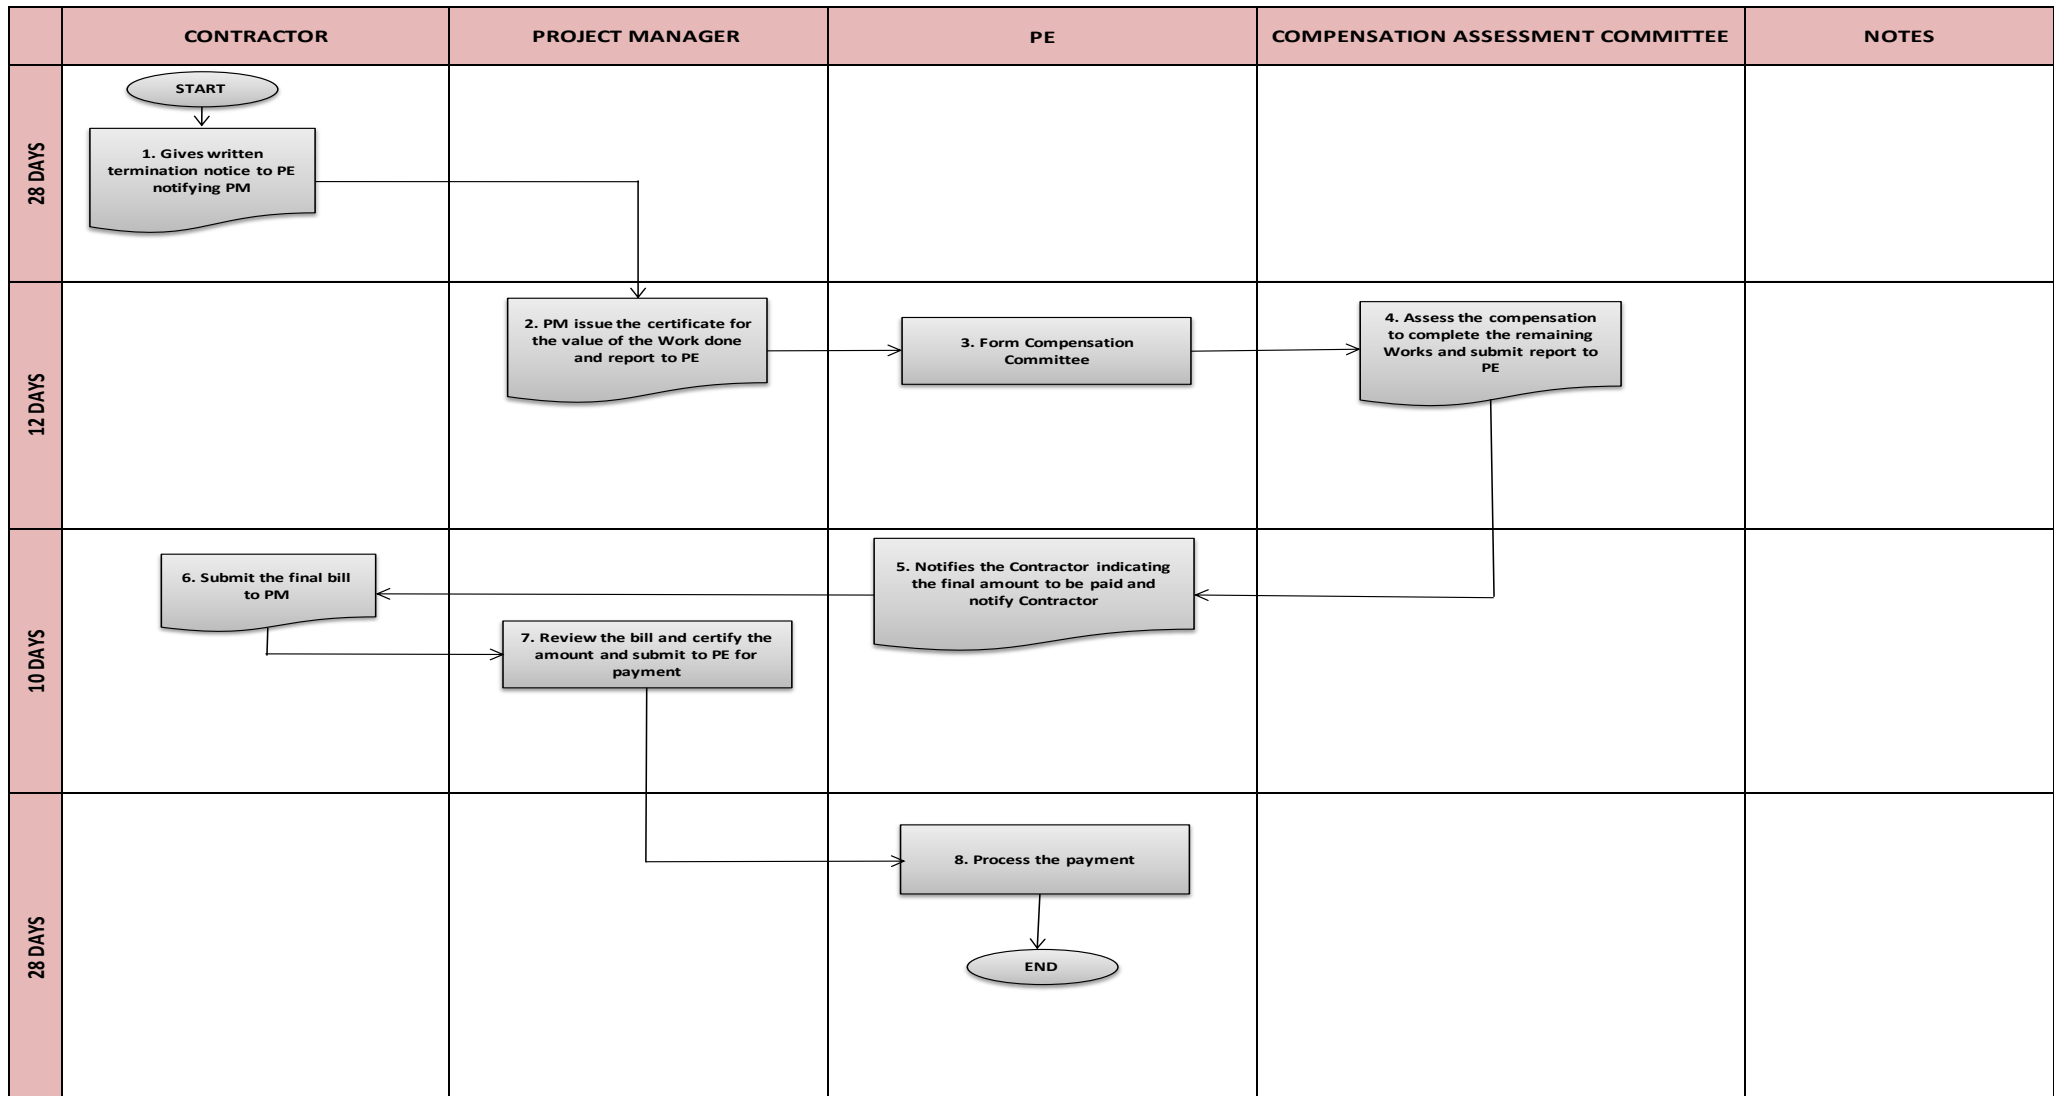 CONTRACTOR
PROJECT MANAGER
PE
COMPENSATION ASSESSMENT COMMITTEE
NOTES
28 DAYS
START
1. Gives written
termination notice to PE
notifying PM
12 DAYS
2. PM issue the certificate for
the value of the Work done
and report to PE
3. Form Compensation
Committee
4. Assess the compensation
to complete the remaining
Works and submit report to
PE
10 DAYS
5. Notifies the Contractor indicating
the final amount to be paid and
notify Contractor
6. Submit the final bill
to PM
7. Review the bill and certify the
amount and submit to PE for
payment
28 DAYS
8. Process the payment
END